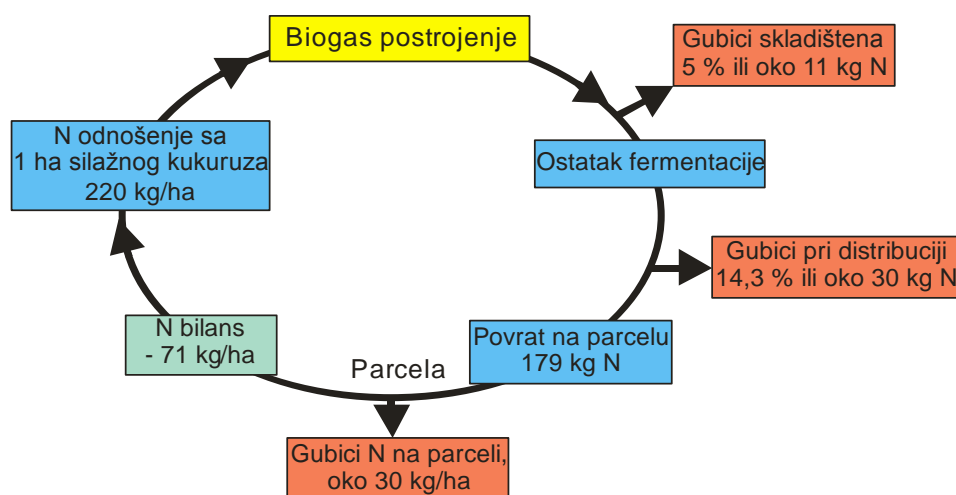 Biogas postrojenje
Gubici skladištena
5 % ili oko 11 kg N
N odnošenje sa
1 ha silažnog kukuruza
220 kg/ha
Ostatak fermentacije
Gubici pri distribuciji
14,3 % ili oko 30 kg N
N bilans
- 71 kg/ha
Parcela
Povrat na parcelu
179 kg N
Gubici N na parceli,
oko 30 kg/ha